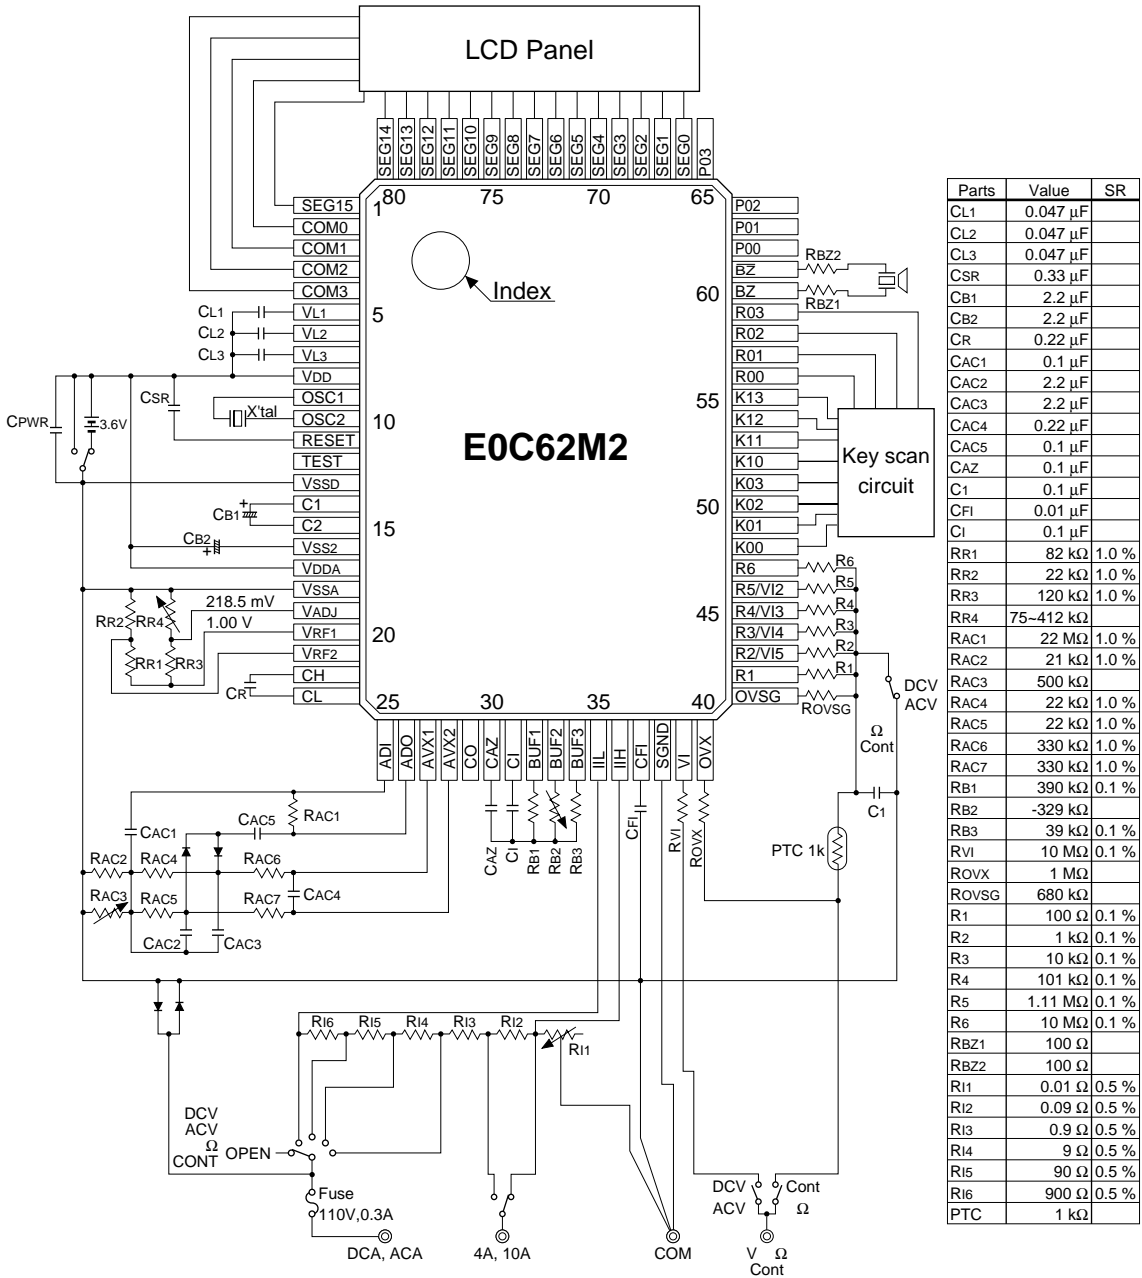 LCD Panel
SEG14
SEG13
SEG12
SEG11
SEG10
SEG9
SEG8
SEG7
SEG6
SEG5
SEG4
SEG3
SEG2
SEG1
SEG0
P03
80
75
70
65
SEG15
COM0
COM1
COM2
COM3
VL1
VL2
VL3
VDD
OSC1
OSC2
RESET
TEST
VSSD
C1
C2
VSS2
VDDA
VSSA
VADJ
VRF1
VRF2
CH
CL
1
5
10
15
20
25
30
35
40
Index
E0C62M2
60
55
50
45
P02
P01
P00
BZ
BZ
R03
R02
R01
R00
K13
K12
K11
K10
K03
K02
K01
K00
R6
R5/VI2
R4/VI3
R3/VI4
R2/VI5
R1
OVSG
RBZ2
RBZ1
Key scan
circuit
R6
R5
R4
R3
R2
R1
ROVSG
DCV
ACV
Ω
Cont
C1
PTC 1k
CL1
CL2
CL3
CSR
CPWR
3.6V
X'tal
CB1
+
CB2
+
218.5 mV
1.00 V
RR2
RR4
RR1
RR3
CR
ADI
ADO
AVX1
AVX2
CO
CAZ
CI
BUF1
BUF2
BUF3
IIL
IIH
CFI
SGND
VI
OVX
RAC1
CAC5
CAC1
RAC2
RAC4
RAC6
RAC3
RAC5
RAC7
CAC4
CAC2
CAC3
CAZ
CI
RB1
RB2
RB3
CFI
RVI
ROVX
RI6
RI5
RI4
RI3
RI2
RI1
DCV
ACV
Ω
CONT
OPEN
Fuse
110V,0.3A
DCA, ACA
4A, 10A
COM
DCV
ACV
Cont
Ω
V Ω
Cont
Parts Value SR
CL1 0.047 µF
CL2 0.047 µF
CL3 0.047 µF
CSR 0.33 µF
CB1 2.2 µF
CB2 2.2 µF
CR 0.22 µF
CAC1 0.1 µF
CAC2 2.2 µF
CAC3 2.2 µF
CAC4 0.22 µF
CAC5 0.1 µF
CAZ 0.1 µF
C1 0.1 µF
CFI 0.01 µF
CI 0.1 µF
RR1 82 kΩ 1.0 %
RR2 22 kΩ 1.0 %
RR3 120 kΩ 1.0 %
RR4 75~412 kΩ
RAC1 22 MΩ 1.0 %
RAC2 21 kΩ 1.0 %
RAC3 500 kΩ
RAC4 22 kΩ 1.0 %
RAC5 22 kΩ 1.0 %
RAC6 330 kΩ 1.0 %
RAC7 330 kΩ 1.0 %
RB1 390 kΩ 0.1 %
RB2 -329 kΩ
RB3 39 kΩ 0.1 %
RVI 10 MΩ 0.1 %
ROVX 1 MΩ
ROVSG 680 kΩ
R1 100 Ω 0.1 %
R2 1 kΩ 0.1 %
R3 10 kΩ 0.1 %
R4 101 kΩ 0.1 %
R5 1.11 MΩ 0.1 %
R6 10 MΩ 0.1 %
RBZ1 100 Ω
RBZ2 100 Ω
RI1 0.01 Ω 0.5 %
RI2 0.09 Ω 0.5 %
RI3 0.9 Ω 0.5 %
RI4 9 Ω 0.5 %
RI5 90 Ω 0.5 %
RI6 900 Ω 0.5 %
PTC 1 kΩ